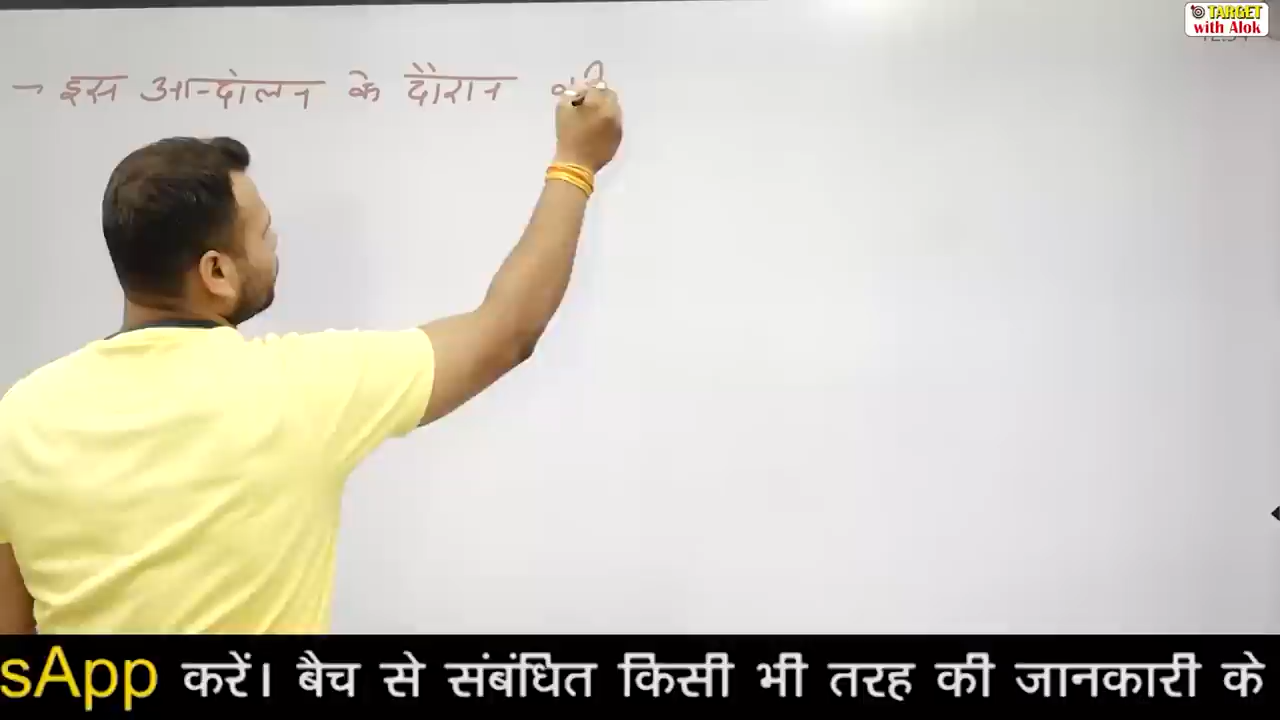 TARGET
with Alok
→ इस आन्दोलन के दौरान
sApp करें। बैच से संबंधित किसी भी तरह की जानकारी के